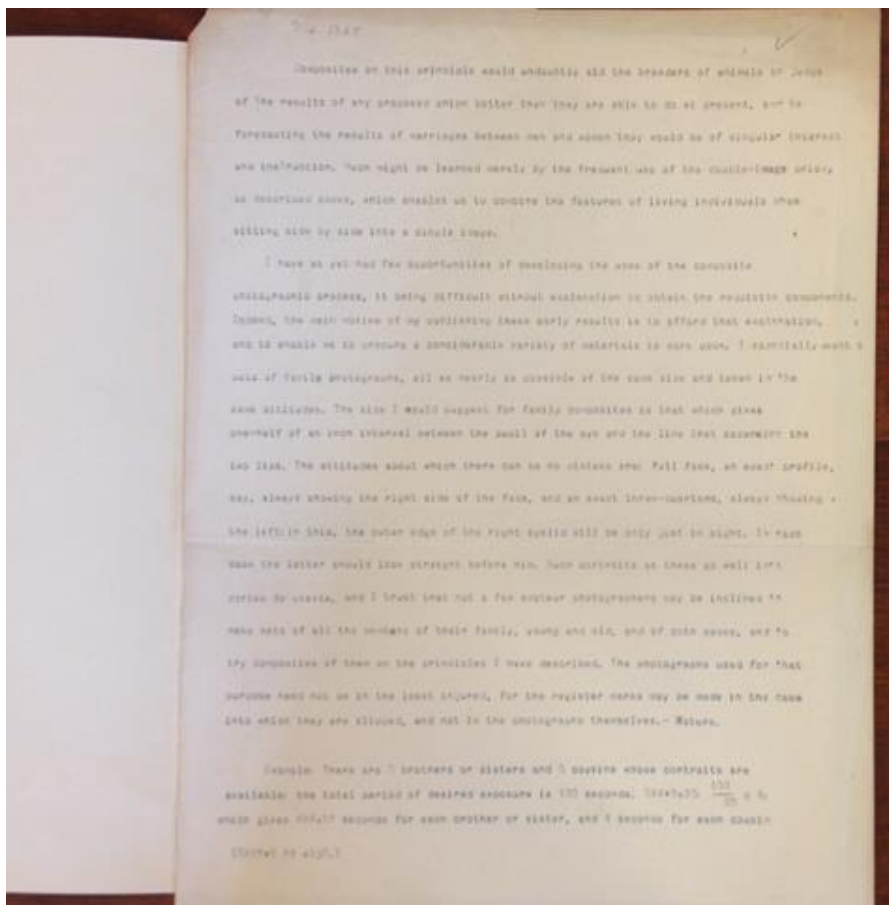 Composites on this principle would undoubtly aid the breeders of animals to judge
of the results of any proposed union better than they are able to do at present, and in
forecasting the results of marriages between men and women they would be of singular interest
and instruction. Much might be learned merely by the frequent use of the double-image prism,
as described above, which enables us to combine the features of living individuals when
sitting side by side into a single image.
I have as yet had few opportunities of developing the uses of the composite
photographic process, it being difficult without explanation to obtain the requisite components.
Indeed, the main motive of my publishing these early results is to afford that explanation,
and to enable me to procure a considerable variety of materials to work upon. I especially want
sets of family photographs, all as nearly as possible of the same size and taken in the
same attitudes. The size I would suggest for family composites is that which gives
one-half of an inch interval between the pupil of the eye and the line that separates the
two lips. The attitudes about which there can be no mistake are: full face, an exact profile,
say, always showing the right side of the face, and an exact three-quarters, always showing
the left; in this, the outer edge of the right eyelid will be only just in sight. In each
case the sitter should look straight before him. Such portraits as these go well into
cartes de visite, and I trust that not a few amateur photographers may be inclined to
make sets of all the members of their family, young and old, and of both sexes, and to
try composites of them on the principles I have described. The photographs used for that
purpose need not be in the least injured, for the register marks may be made in the case
into which they are slipped, and not in the photographs themselves.- Nature.
Example: There are 5 brothers or sisters and 5 cousins whose portraits are
available: the total period of desired exposure is 100 seconds.
which gives seconds for each brother or sister, and 4 seconds for each cousin